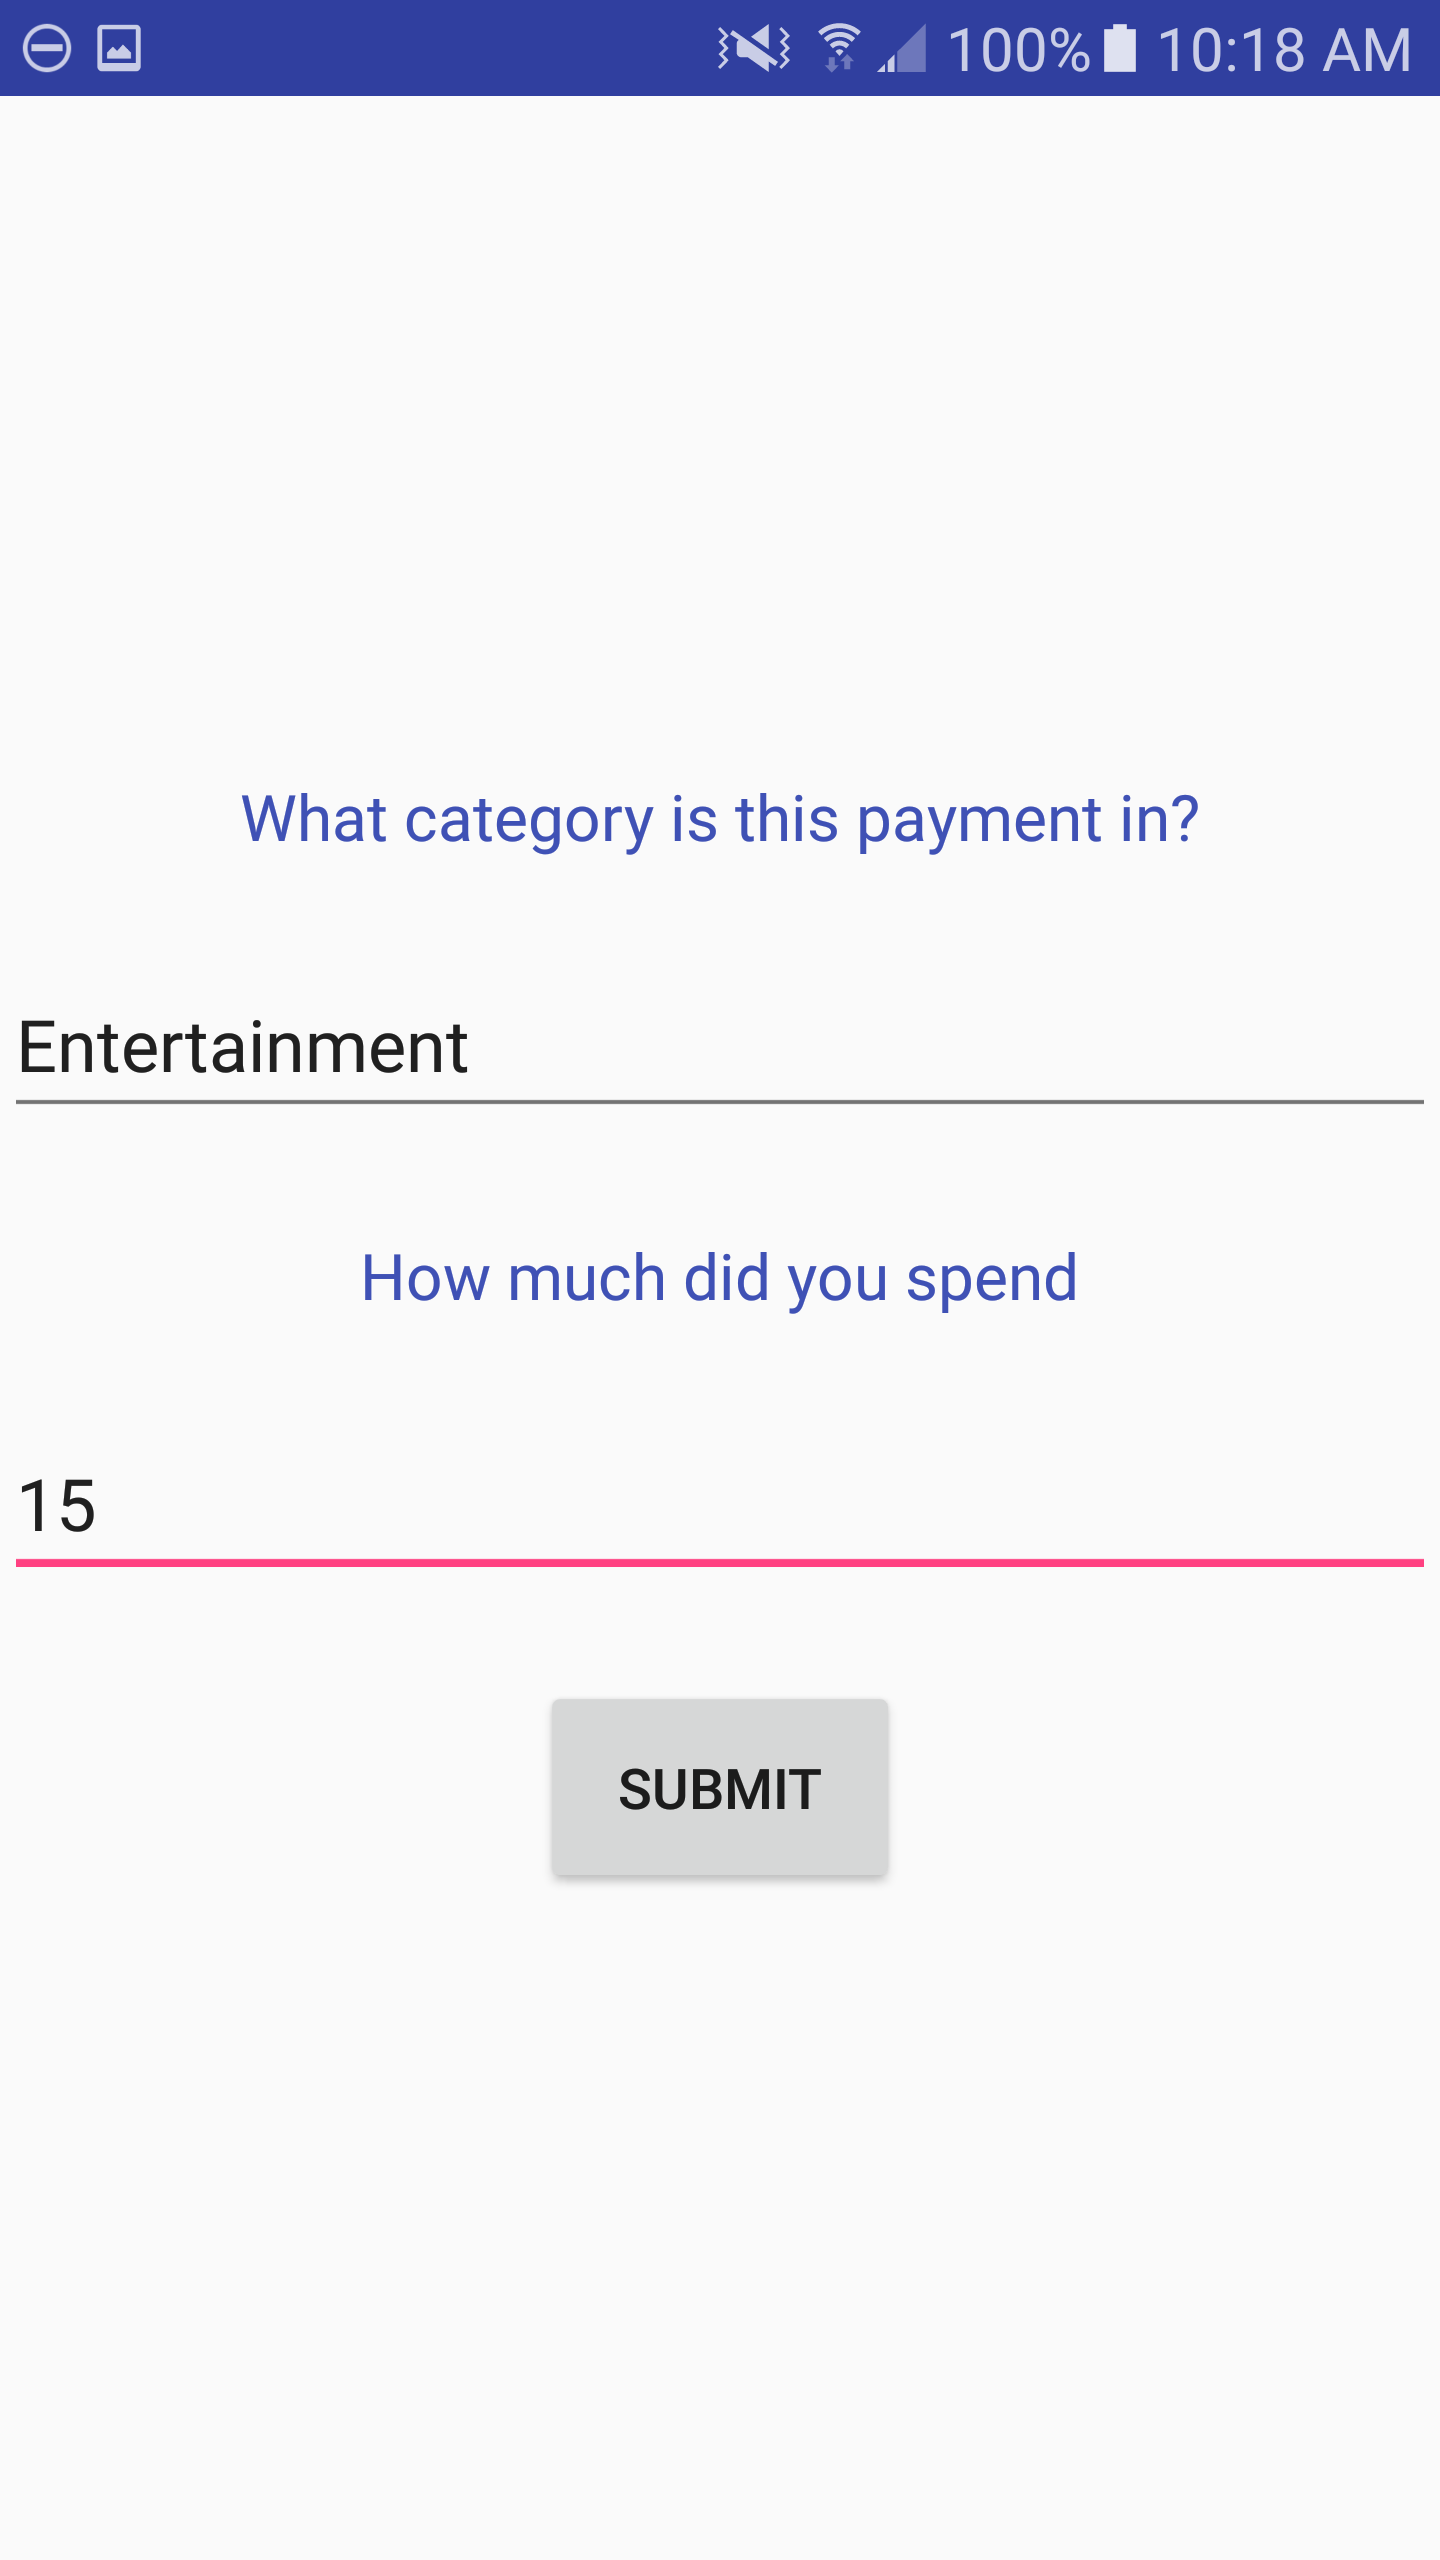 100% 10:18 AM
What category is this payment in?
Entertainment
How much did you spend
15
SUBMIT